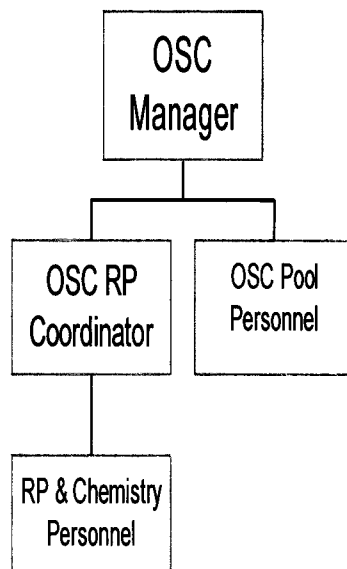 OSC
Manager
OSC RP
Coordinator
OSC Pool
Personnel
RP & Chemistry
Personnel